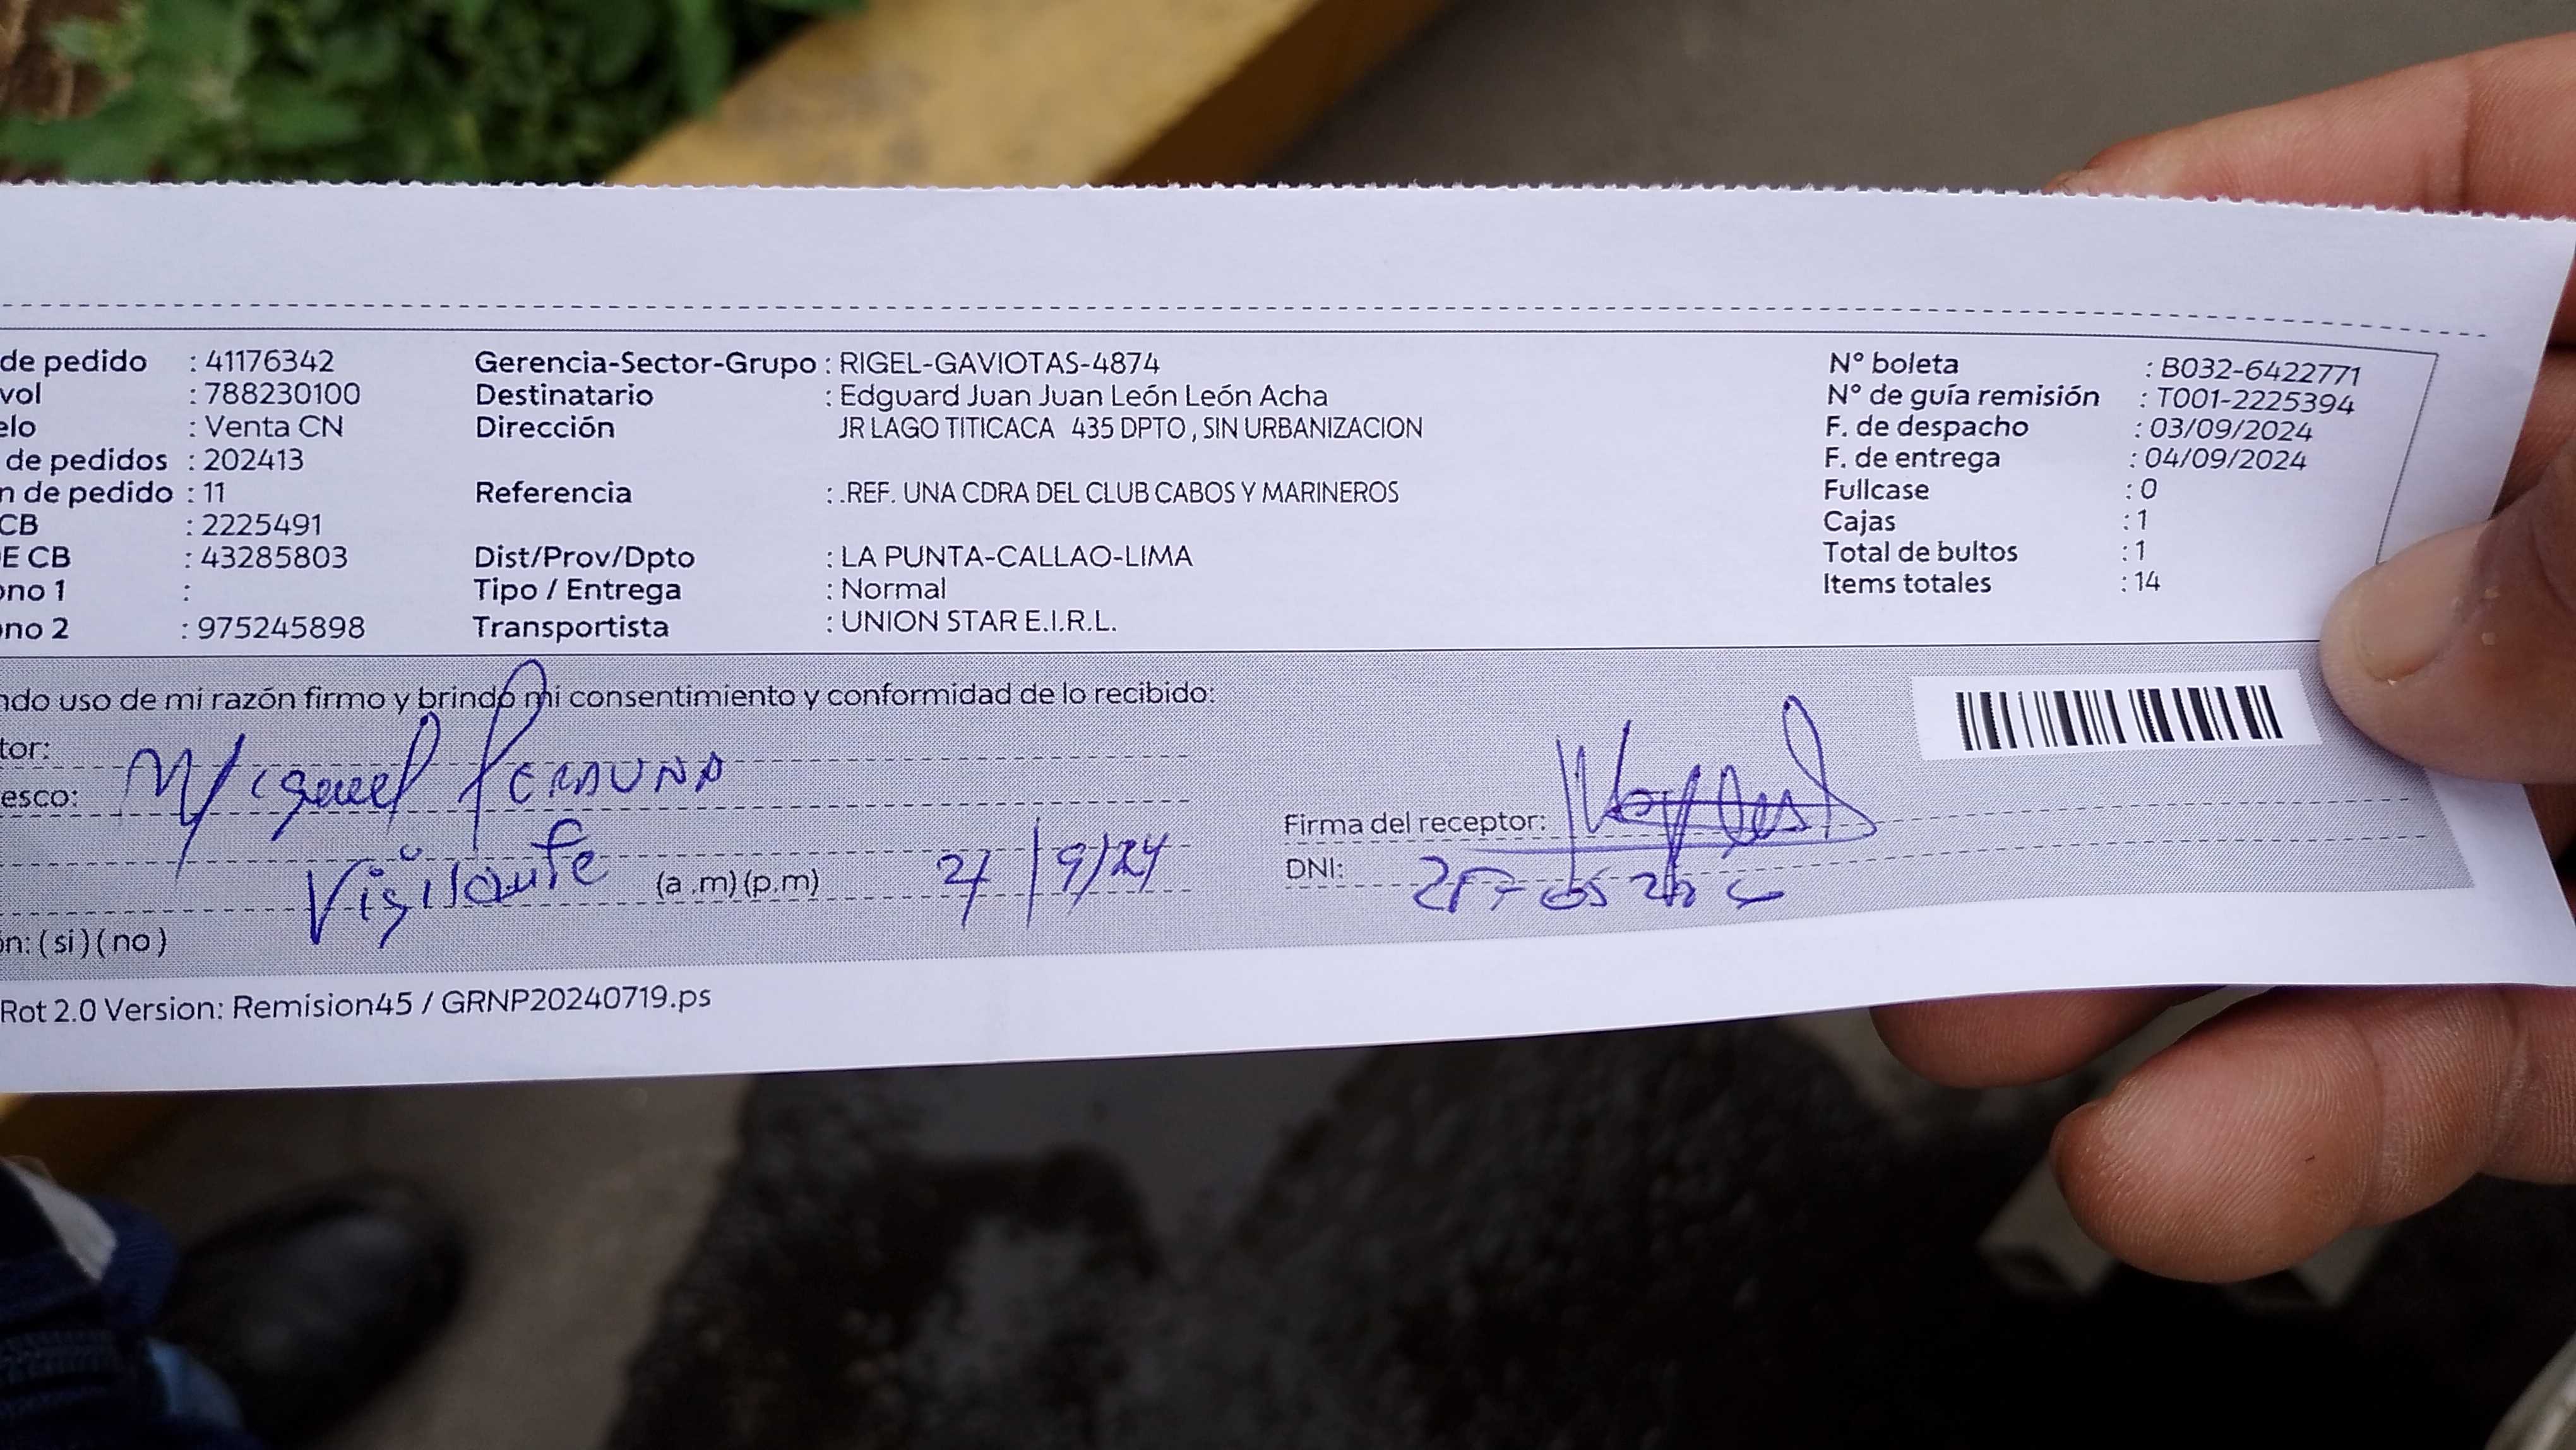 de pedido : 41176342 Gerencia-Sector-Grupo : RIGEL-GAVIOTAS-4874 N° boleta : B032-6422771
vol : 788230100 Destinatario : Edguard Juan Juan León León Acha N° de guía remisión : T001-2225394
elo : Venta CN Dirección JR LAGO TITICACA 435 DPTO , SIN URBANIZACION F. de despacho : 03/09/2024
de pedidos : 202413 F. de entrega : 04/09/2024
n de pedido : 11 Referencia : .REF. UNA CDRA DEL CLUB CABOS Y MARINEROS Fullcase : 0
CB : 2225491 Cajas : 1
E CB : 43285803 Dist/Prov/Dpto : LA PUNTA-CALLAO-LIMA Total de bultos : 1
ono 1 : Tipo / Entrega : Normal Items totales : 14
ono 2 : 975245898 Transportista : UNION STAR E.I.R.L.
ndo uso de mi razón firmo y brindo mi consentimiento y conformidad de lo recibido:
tor:
esco: Miguel Firma del receptor:
Vigilante (a .m) (p.m) DNI:
ón: ( si ) ( no )
Rot 2.0 Version: Remision45 / GRNP20240719.ps